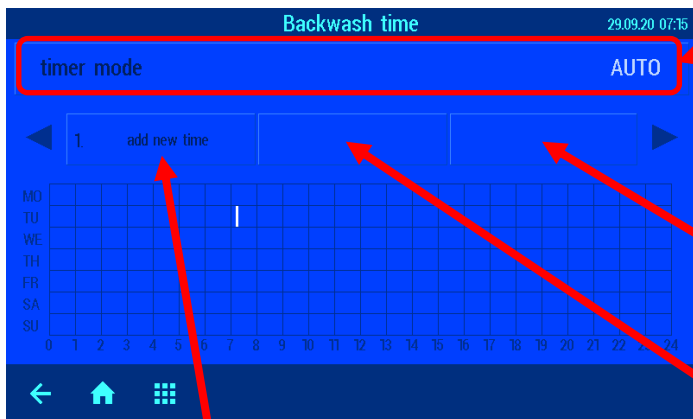 Backwash time 29.09.20 07:15
timer mode AUTO
1. add new time
MO
TU
WE
TH
FR
SA
SU
0 1 2 3 4 5 6 7 8 9 10 11 12 13 14 15 16 17 18 19 20 21 22 23 24